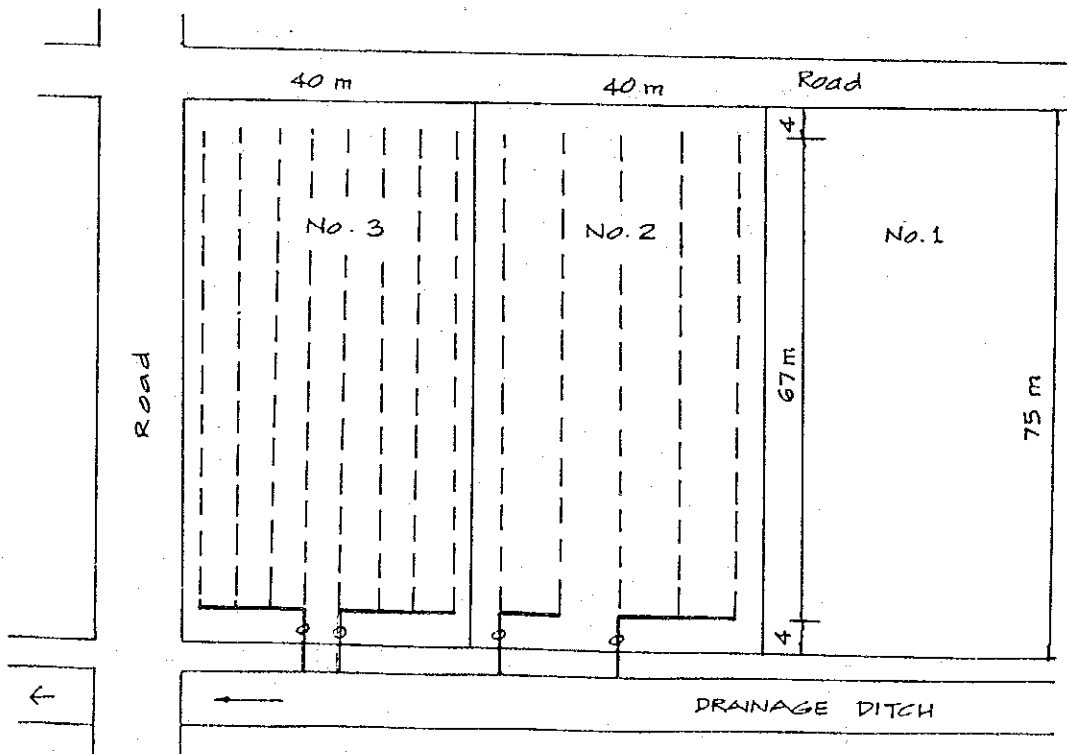 40 m
40 m
Road
4
No. 3
No. 2
No. 1
67 m
75 m
Road
4
DRAINAGE DITCH